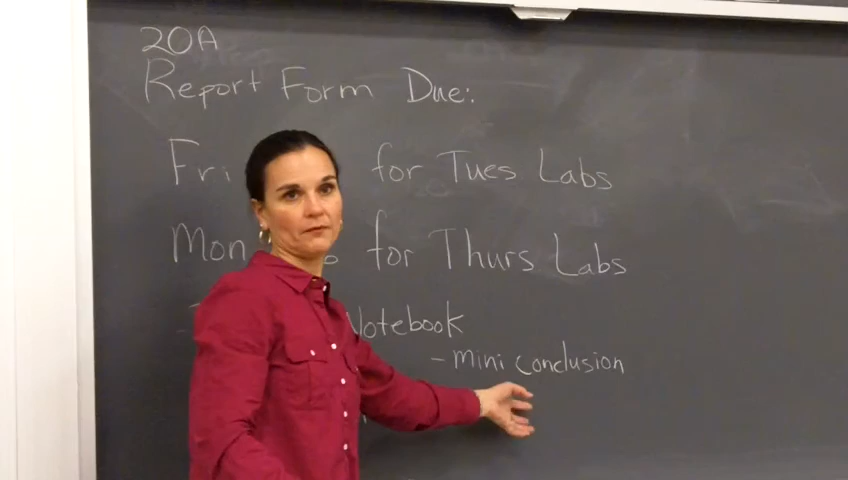 20A
Report Form Due:
Fri for Tues Labs
Mon for Thurs Labs
Notebook
- mini conclusion